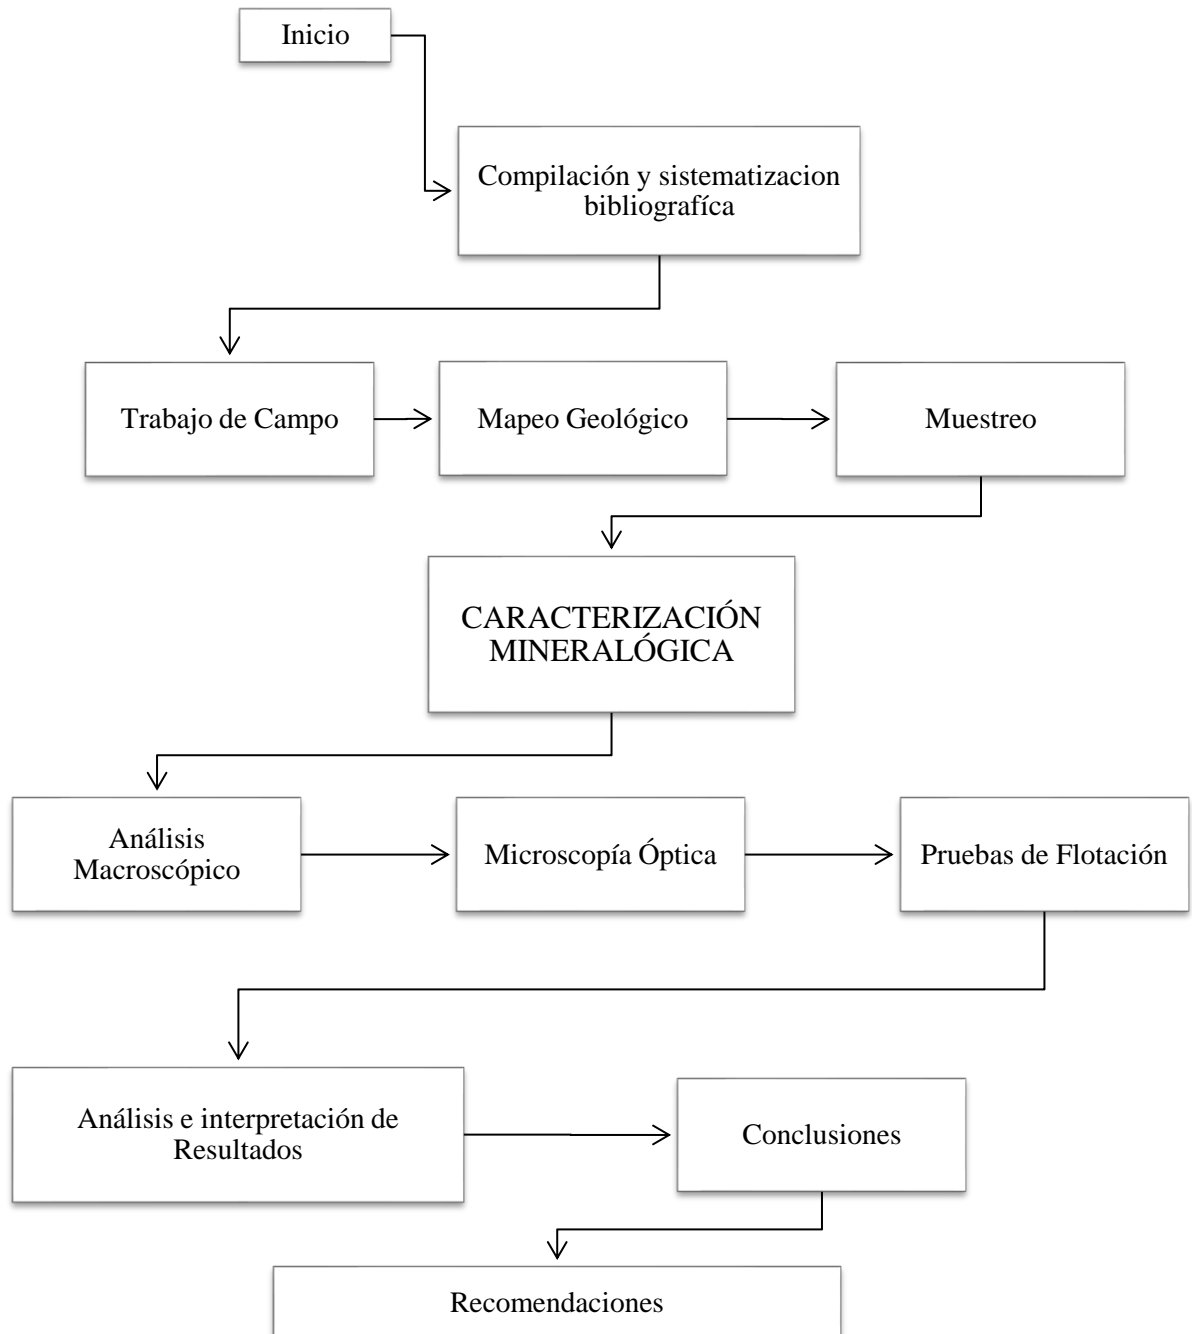 Inicio
Compilación y sistematizacion
bibliografíca
Trabajo de Campo
Mapeo Geológico
Muestreo
CARACTERIZACIÓN
MINERALÓGICA
Análisis
Macroscópico
Microscopía Óptica
Pruebas de Flotación
Análisis e interpretación de
Resultados
Conclusiones
Recomendaciones